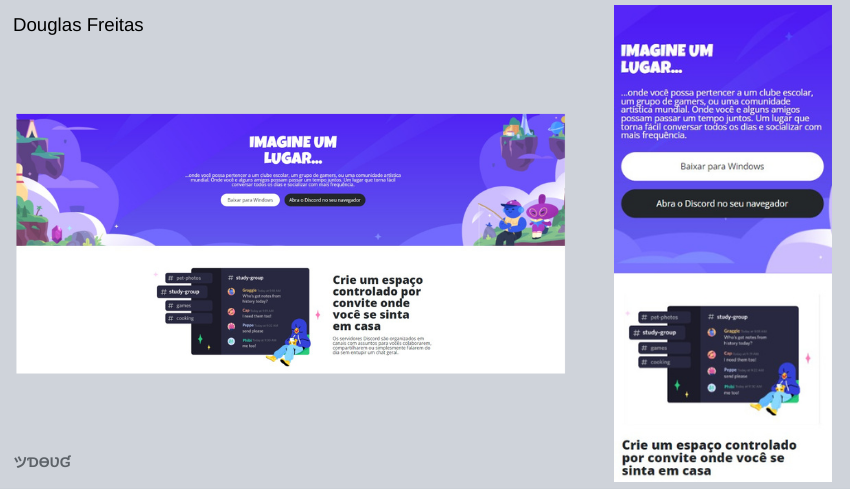 Douglas Freitas
IMAGINE UM
LUGAR...
...onde você possa pertencer a um clube escolar, um grupo de gamers, ou uma comunidade artística
mundial. Onde você e alguns amigos possam passar um tempo juntos. Um lugar que torna fácil
conversar todos os dias e socializar com mais frequência.
Baixar para Windows
Abra o Discord no seu navegador
# pet-photos
# study-group
# games
# cooking
# study-group
Graggle
Who's got notes from
history today?
Cap
I need them too!
Peppe
send please
Phibi
me too!
Crie um espaço
controlado por
convite onde
você se sinta
em casa
Os servidores Discord são organizados em
canais com assuntos para vocês colaborarem,
compartilharem ou simplesmente falarem do
dia sem entupir um chat geral.
IMAGINE UM
LUGAR...
...onde você possa pertencer a um clube escolar,
um grupo de gamers, ou uma comunidade
artística mundial. Onde você e alguns amigos
possam passar um tempo juntos. Um lugar que
torna fácil conversar todos os dias e socializar com
mais frequência.
Baixar para Windows
Abra o Discord no seu navegador
# pet-photos
# study-group
# games
# cooking
# study-group
Graggle
Who's got notes from
history today?
Cap
I need them too!
Peppe
send please
Phibi
me too!
Crie um espaço controlado
por convite onde você se
sinta em casa